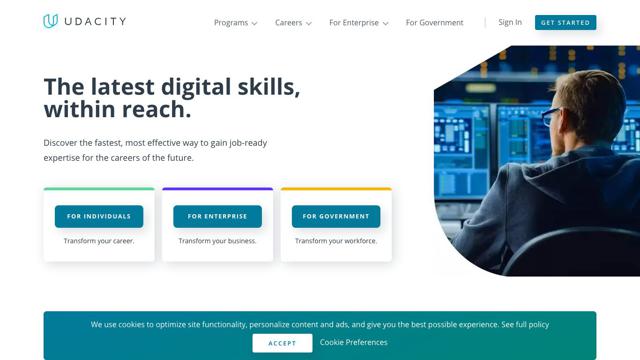 UDACITY
Programs
Careers
For Enterprise
For Government
Sign In
GET STARTED
The latest digital skills,
within reach.
Discover the fastest, most effective way to gain job-ready
expertise for the careers of the future.
FOR INDIVIDUALS
Transform your career.
FOR ENTERPRISE
Transform your business.
FOR GOVERNMENT
Transform your workforce.
We use cookies to optimize site functionality, personalize content and ads, and give you the best possible experience. See full policy
ACCEPT
Cookie Preferences